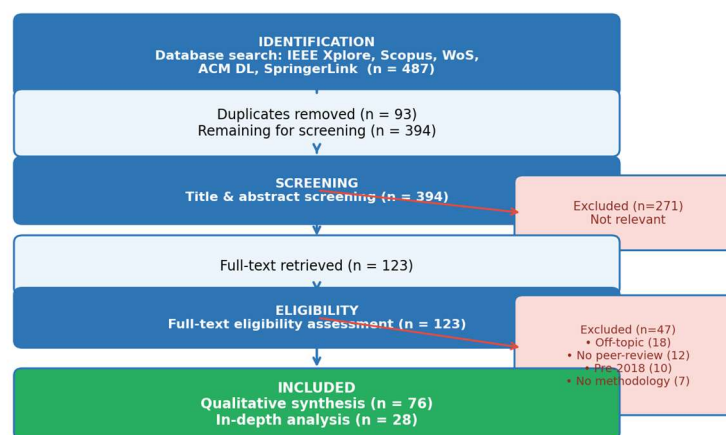 IDENTIFICATION
Database search: IEEE Xplore, Scopus, WoS,
ACM DL, SpringerLink (n = 487)
Duplicates removed (n = 93)
Remaining for screening (n = 394)
SCREENING
Title & abstract screening (n = 394)
Excluded (n=271)
Not relevant
Full-text retrieved (n = 123)
ELIGIBILITY
Full-text eligibility assessment (n = 123)
Excluded (n=47)
• Off-topic (18)
• No peer-review (12)
• Pre-2018 (10)
• No methodology (7)
INCLUDED
Qualitative synthesis (n = 76)
In-depth analysis (n = 28)